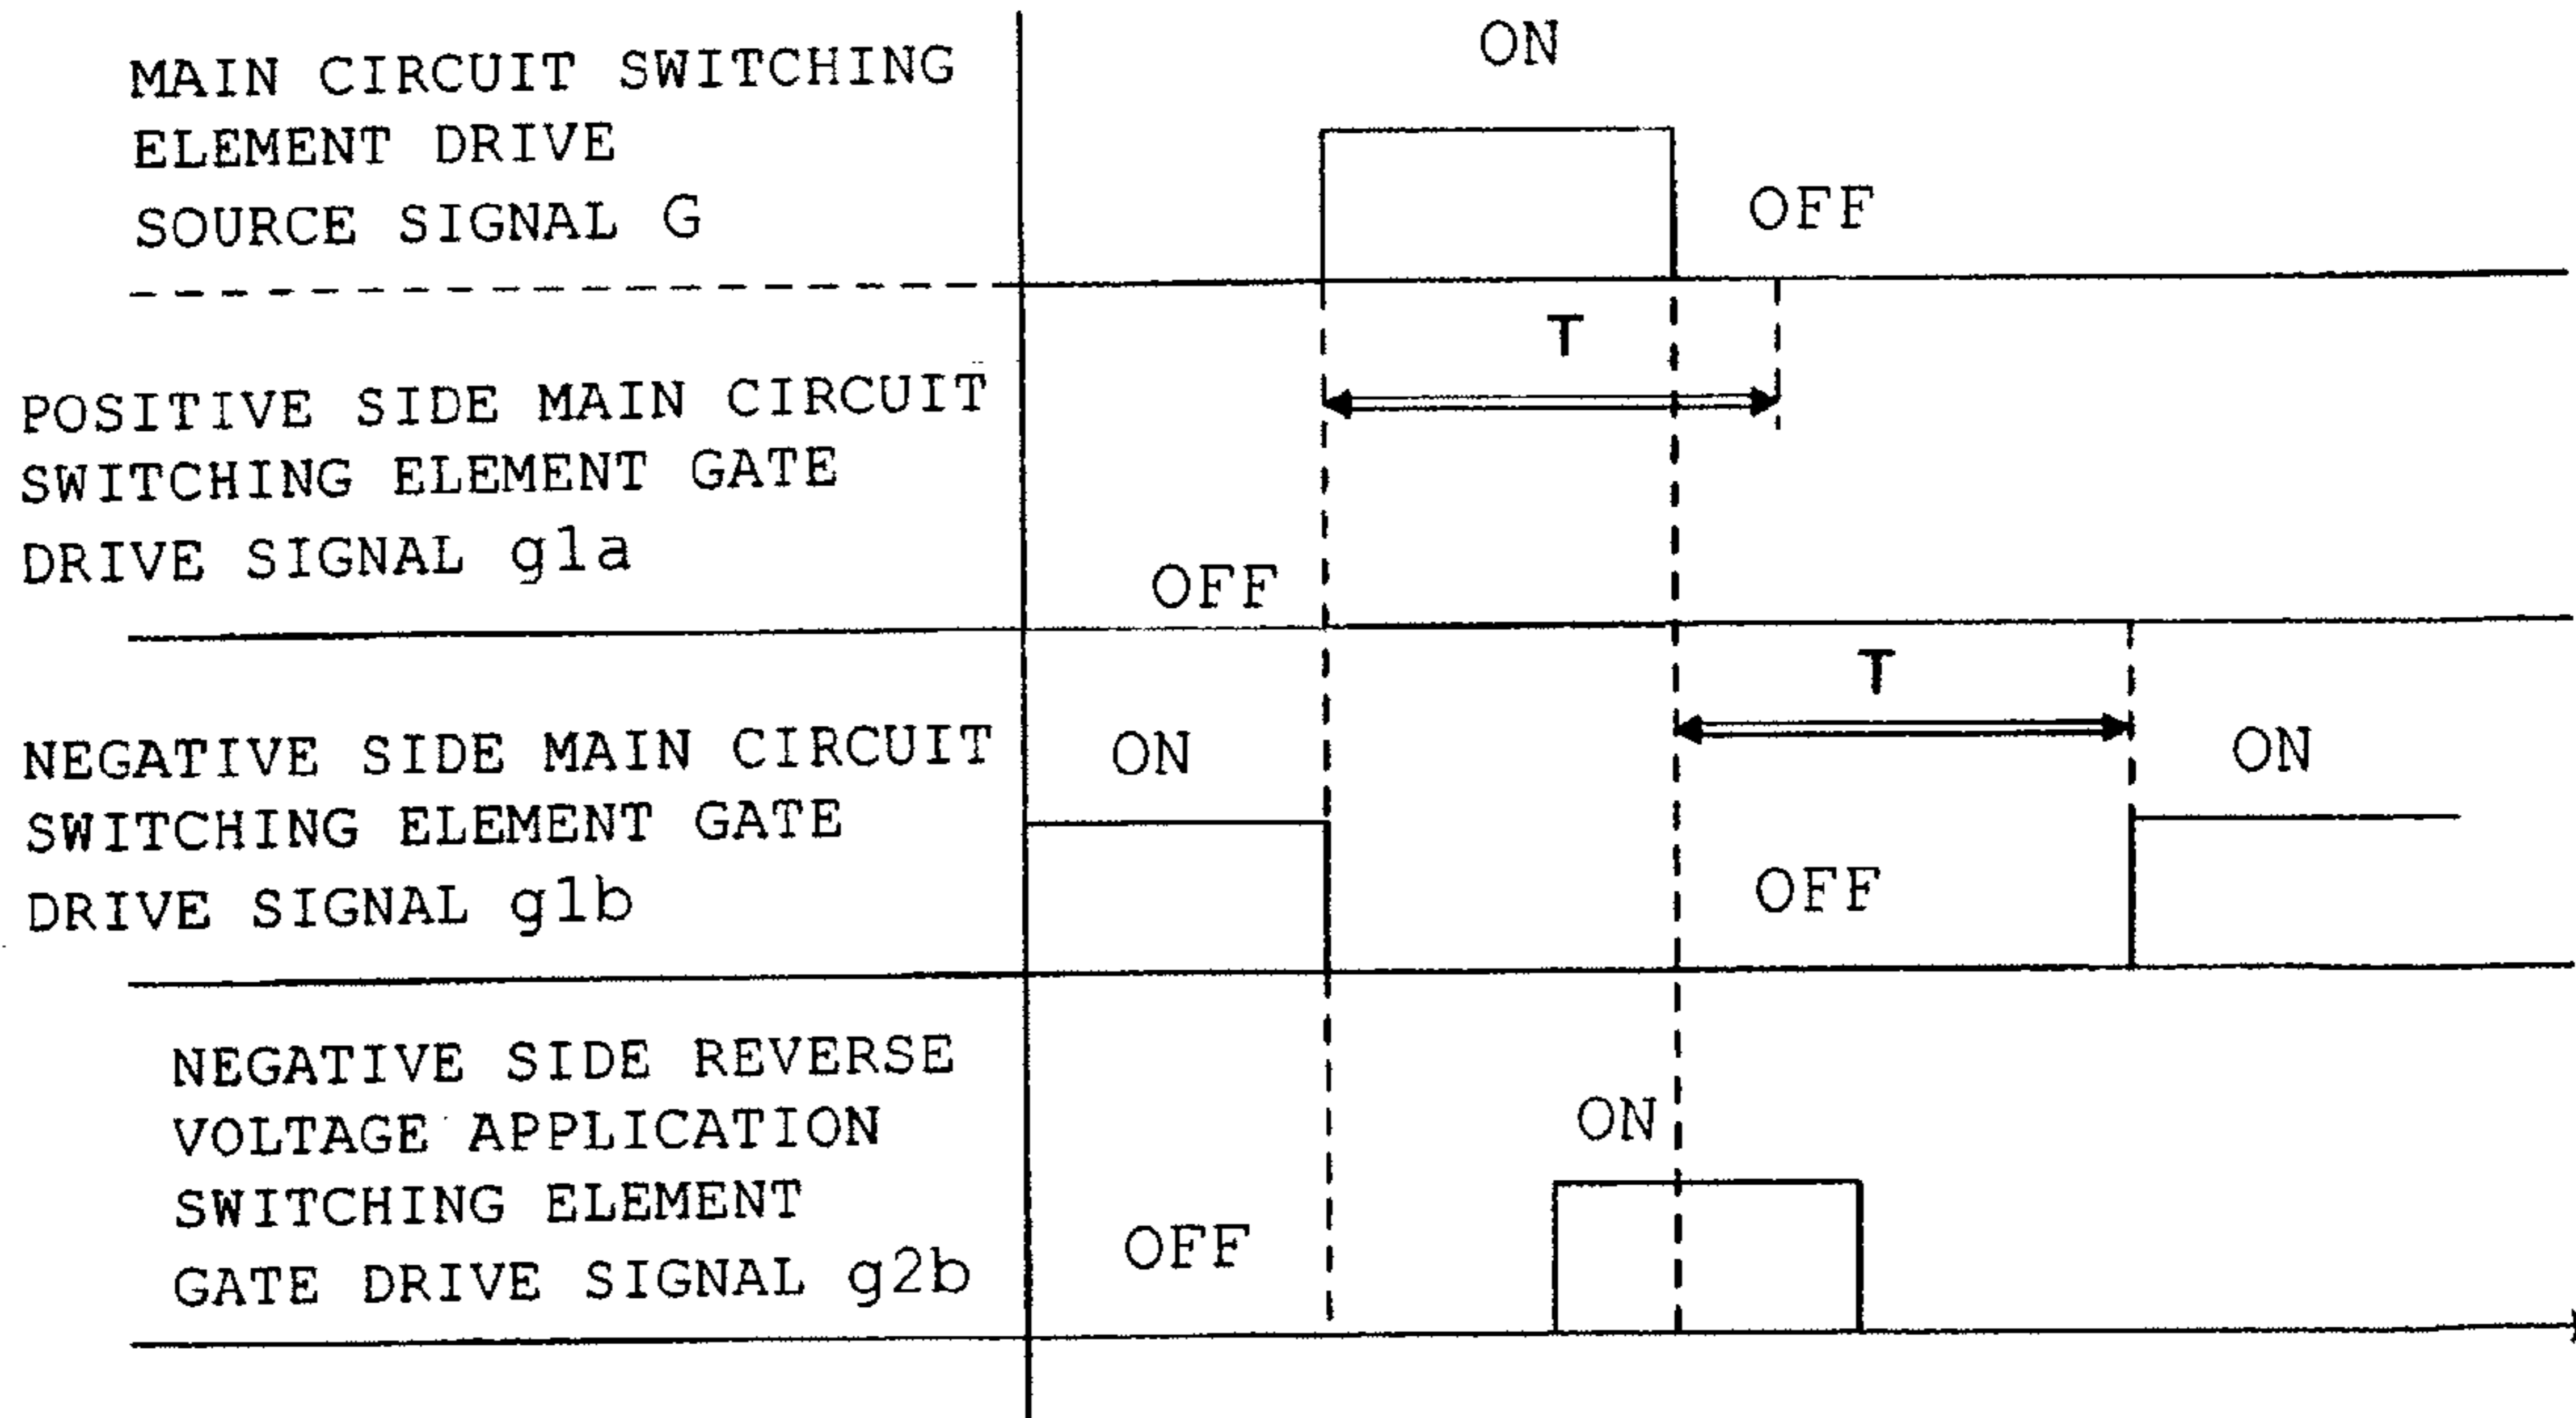 MAIN CIRCUIT SWITCHING
ELEMENT DRIVE
SOURCE SIGNAL G
ON
OFF
T
POSITIVE SIDE MAIN CIRCUIT
SWITCHING ELEMENT GATE
DRIVE SIGNAL g1a
OFF
T
NEGATIVE SIDE MAIN CIRCUIT
SWITCHING ELEMENT GATE
DRIVE SIGNAL g1b
ON
OFF
ON
NEGATIVE SIDE REVERSE
VOLTAGE APPLICATION
SWITCHING ELEMENT
GATE DRIVE SIGNAL g2b
OFF
ON